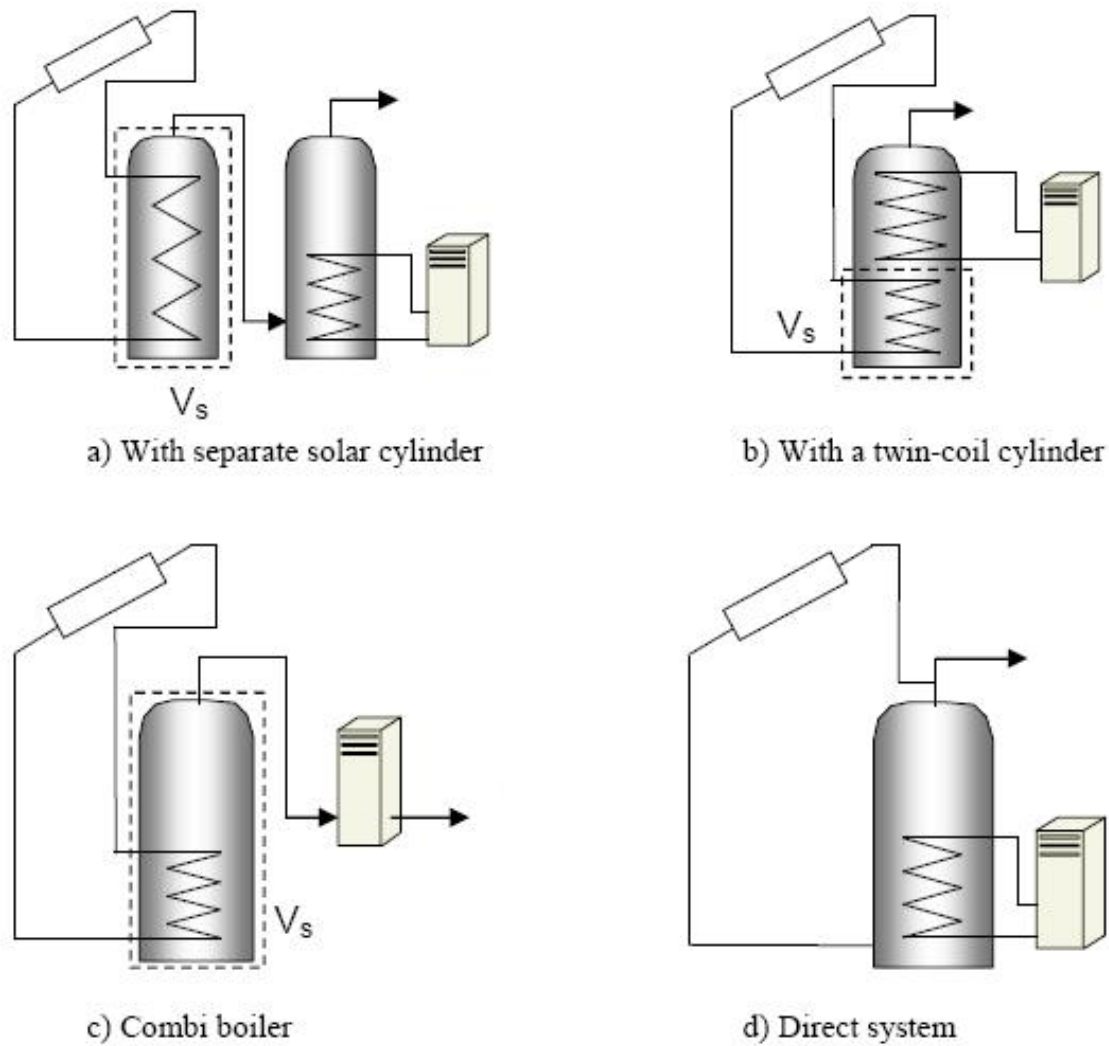 Vs
a) With separate solar cylinder
Vs
b) With a twin-coil cylinder
Vs
c) Combi boiler
d) Direct system